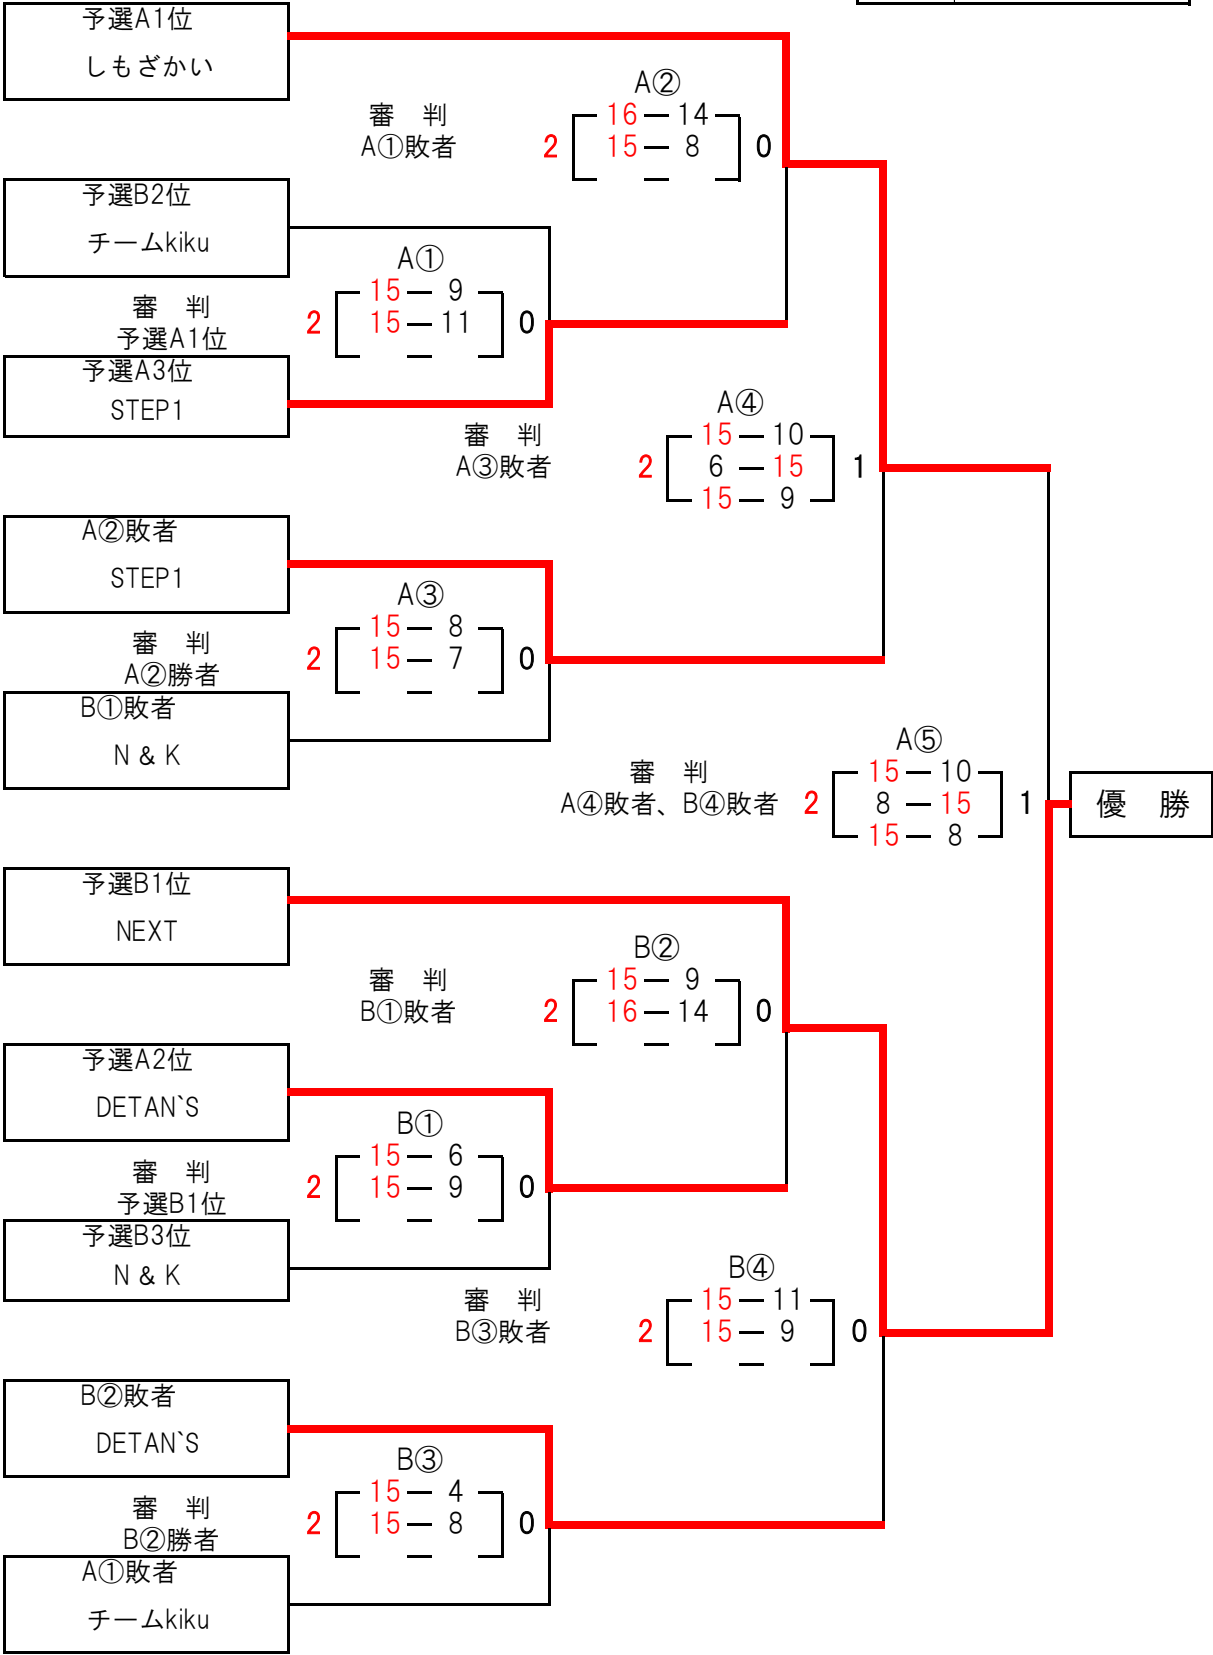 予選A1位
しもざかい
A②
審　判
16 ― 14
A①敗者
2
15 ― 8
0
―
予選B2位
チームkiku
A①
15 ― 9
審　判
2
15 ― 11
0
予選A1位
―
予選A3位
STEP1
A④
審　判
15 ― 10
A③敗者
2
6 ― 15
1
15 ― 9
A②敗者
STEP1
A③
15 ― 8
審　判
2
15 ― 7
0
A②勝者
―
B①敗者
N & K
A⑤
審　判
15 ― 10
A④敗者、B④敗者
2
8 ― 15
1
優　勝
15 ― 8
予選B1位
NEXT
B②
審　判
15 ― 9
B①敗者
2
16 ― 14
0
―
予選A2位
DETAN`S
B①
15 ― 6
審　判
2
15 ― 9
0
予選B1位
―
予選B3位
N & K
B④
審　判
15 ― 11
B③敗者
2
15 ― 9
0
―
B②敗者
DETAN`S
B③
15 ― 4
審　判
2
15 ― 8
0
B②勝者
―
A①敗者
チームkiku